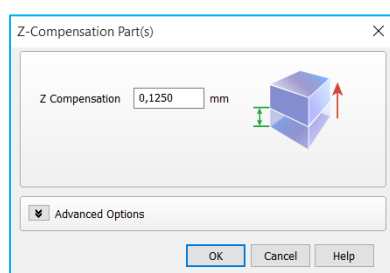 Z-Compensation Part(s)
Z Compensation 0,1250 mm
Advanced Options
OK Cancel Help